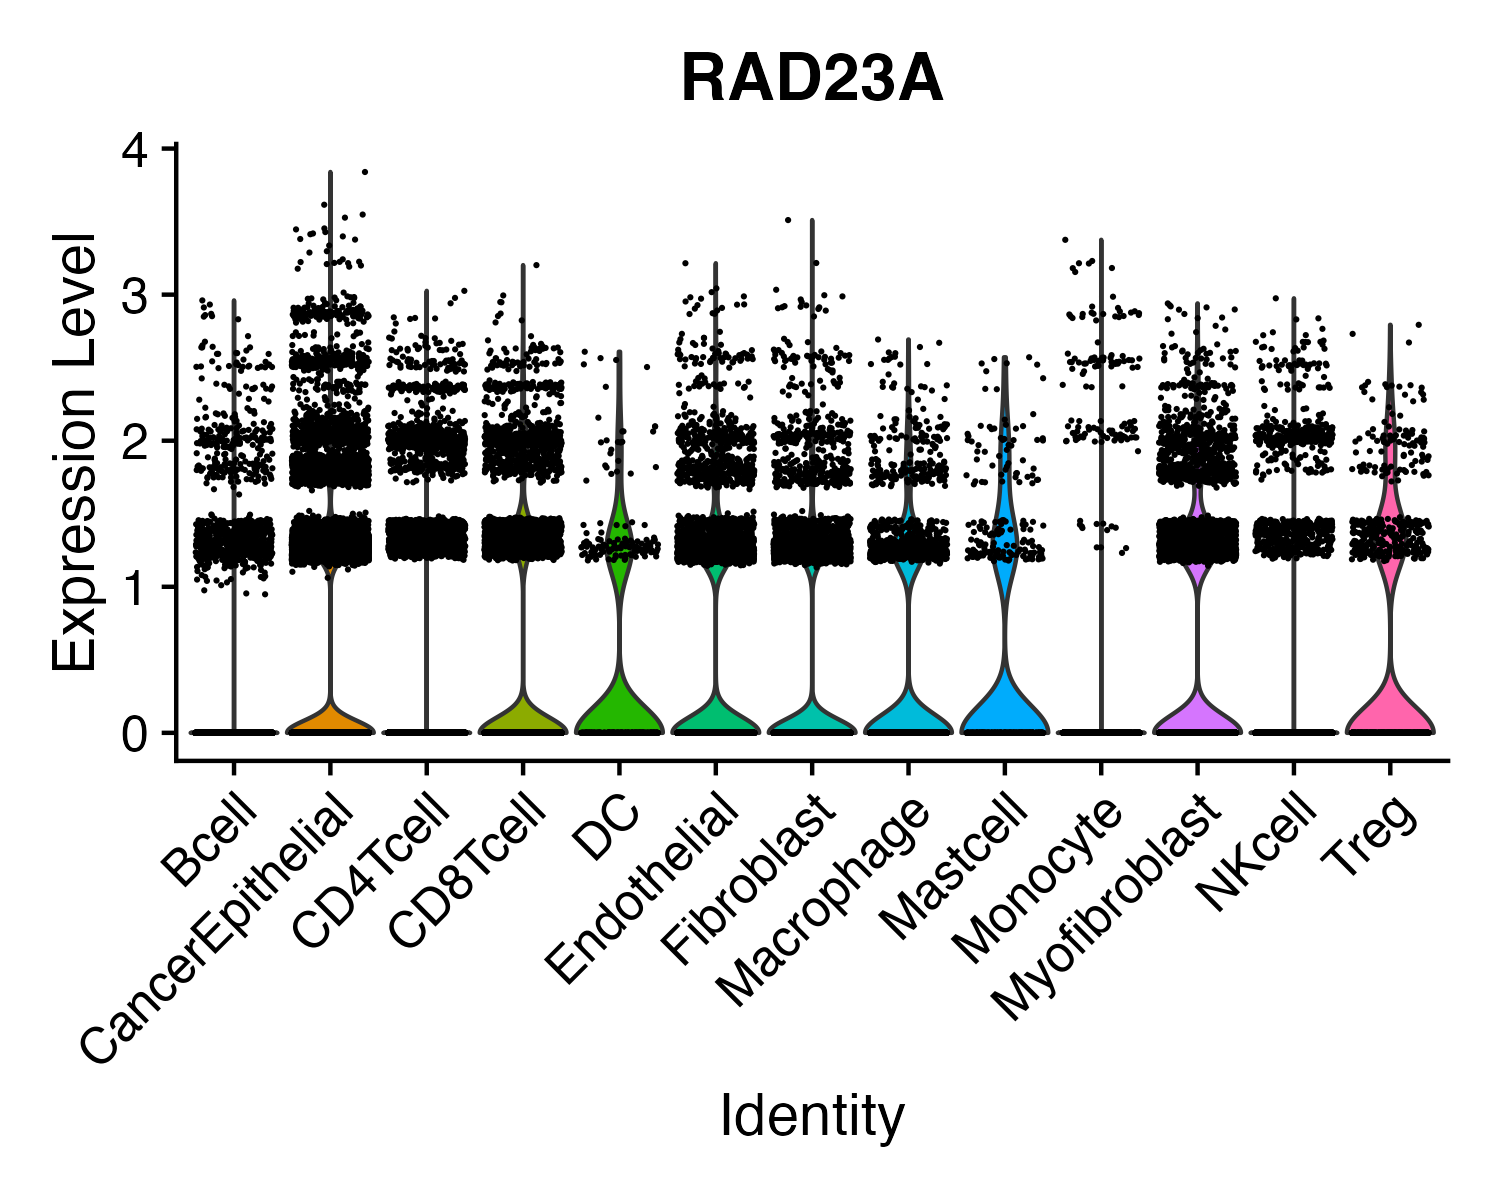 RAD23A
Expression Level
4
3
2
1
0
Bcell
CancerEpithelial
CD4Tcell
CD8Tcell
DC
Endothelial
Fibroblast
Macrophage
Mastcell
Monocyte
Myofibroblast
NKcell
Treg
Identity